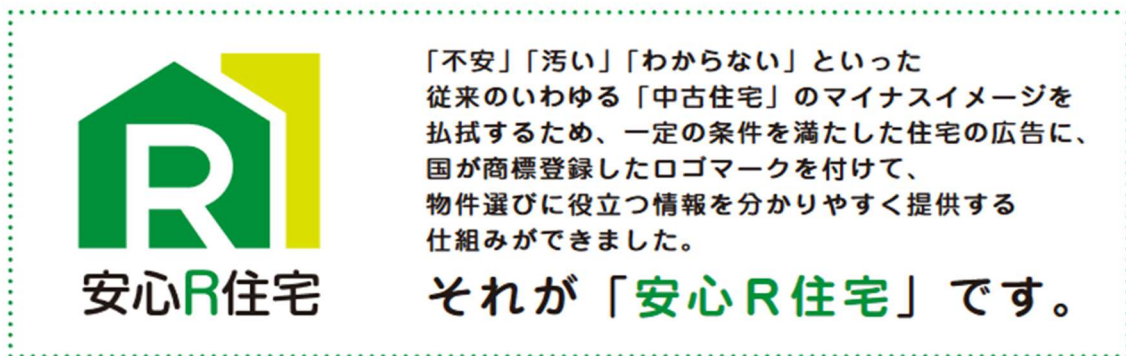 R
安心R住宅
「不安」「汚い」「わからない」といった
従来のいわゆる「中古住宅」のマイナスイメージを
払拭するため、一定の条件を満たした住宅の広告に、
国が商標登録したロゴマークを付けて、
物件選びに役立つ情報を分かりやすく提供する
仕組みができました。
それが「安心R住宅」です。